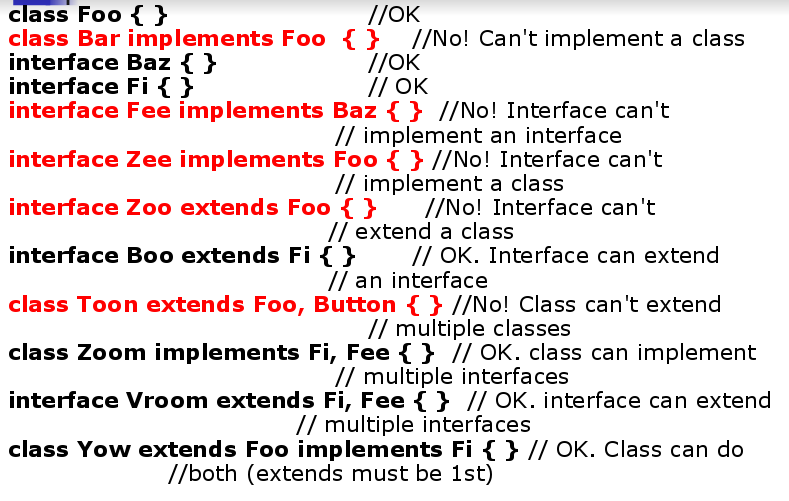 class Foo { } //OK
class Bar implements Foo { } //No! Can't implement a class
interface Baz { } //OK
interface Fi { } // OK
interface Fee implements Baz { } //No! Interface can't
// implement an interface
interface Zee implements Foo { } //No! Interface can't
// implement a class
interface Zoo extends Foo { } //No! Interface can't
// extend a class
interface Boo extends Fi { } // OK. Interface can extend
// an interface
class Toon extends Foo, Button { } //No! Class can't extend
// multiple classes
class Zoom implements Fi, Fee { } // OK. class can implement
// multiple interfaces
interface Vroom extends Fi, Fee { } // OK. interface can extend
// multiple interfaces
class Yow extends Foo implements Fi { } // OK. Class can do
//both (extends must be 1st)